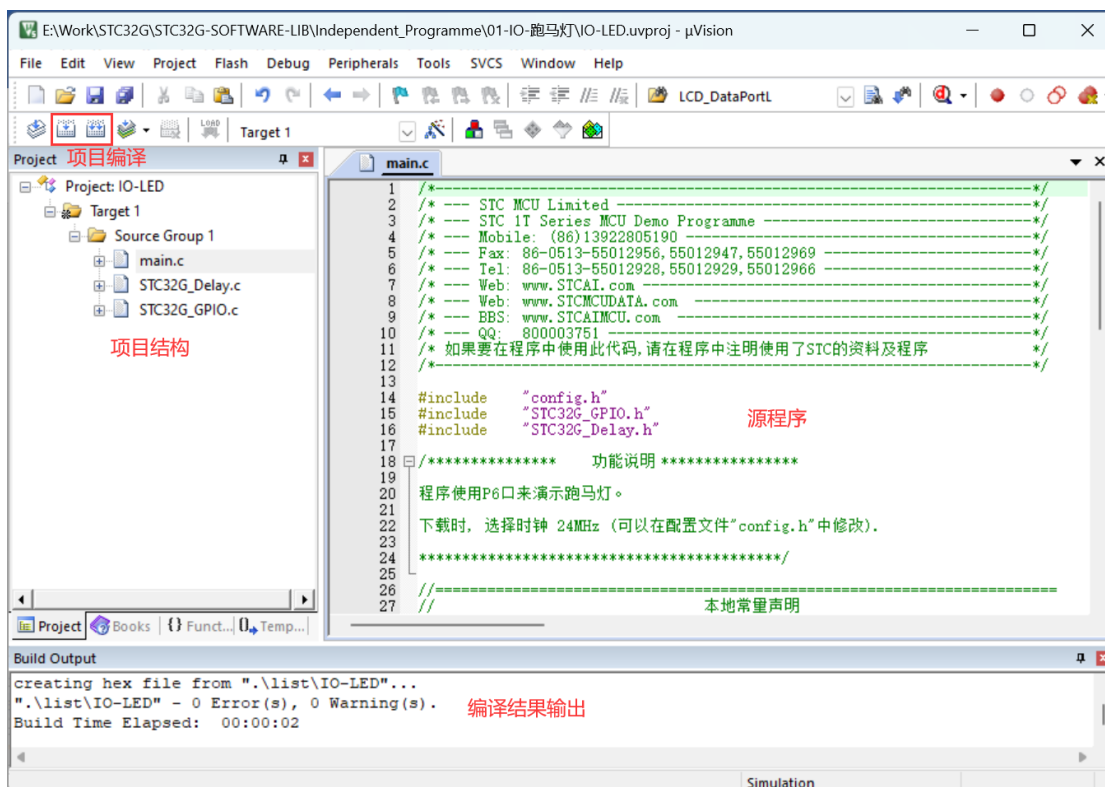 E:\Work\STC32G\STC32G-SOFTWARE-LIB\Independent_Programme\01-IO-跑马灯\IO-LED.uvproj - µVision
File Edit View Project Flash Debug Peripherals Tools SVCS Window Help
LCD_DataPortL
LOAD Target 1
Project 项目编译
main.c
Project: IO-LED
Target 1
Source Group 1
main.c
STC32G_Delay.c
STC32G_GPIO.c
项目结构
1 /*---------------------------------------------------------------------*/
2 /* --- STC MCU Limited ------------------------------------------------*/
3 /* --- STC 1T Series MCU Demo Programme -------------------------------*/
4 /* --- Mobile: (86)13922805190 ----------------------------------------*/
5 /* --- Fax: 86-0513-55012956,55012947,55012969 ------------------------*/
6 /* --- Tel: 86-0513-55012928,55012929,55012966 ------------------------*/
7 /* --- Web: www.STCAI.com ---------------------------------------------*/
8 /* --- Web: www.STCMCUDATA.com ---------------------------------------*/
9 /* --- BBS: www.STCAIMCU.com -----------------------------------------*/
10 /* --- QQ: 800003751 -------------------------------------------------*/
11 /* 如果要在程序中使用此代码,请在程序中注明使用了STC的资料及程序 */
12 /*---------------------------------------------------------------------*/
13
14 #include "config.h"
15 #include "STC32G_GPIO.h"
16 #include "STC32G_Delay.h"
源程序
17
18 /*************** 功能说明 ****************
19
20 程序使用P6口来演示跑马灯。
21
22 下载时, 选择时钟 24MHz (可以在配置文件"config.h"中修改).
23
24 ******************************************/
25
26 //========================================================================
27 // 本地常量声明
Project Books {} Funct... 0 Temp...
Build Output
creating hex file from ".\list\IO-LED"...
".\list\IO-LED" - 0 Error(s), 0 Warning(s).
Build Time Elapsed: 00:00:02
编译结果输出
Simulation